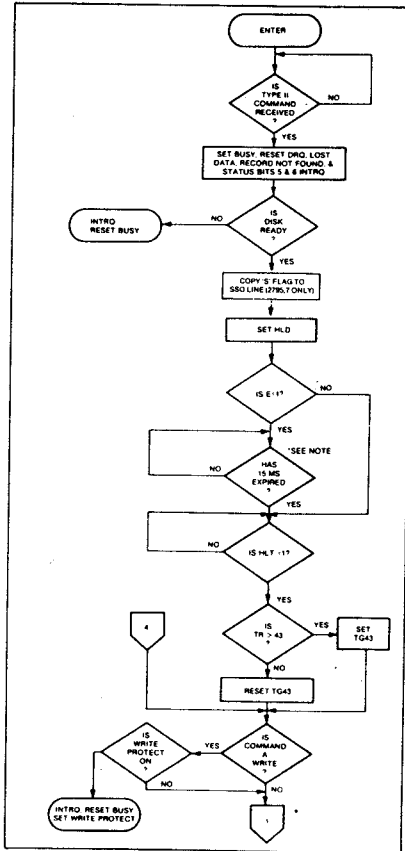 ENTER
IS
TYPE II
COMMAND
RECEIVED
?
NO
YES
SET BUSY, RESET DRQ, LOST
DATA, RECORD NOT FOUND, &
STATUS BITS 5 & 6 INTRQ
IS
DISK
READY
?
NO
INTRQ
RESET BUSY
YES
COPY 'S' FLAG TO
SSO LINE (2795,7 ONLY)
SET HLD
IS E=1?
NO
YES
*SEE NOTE
HAS
15 MS
EXPIRED
?
NO
YES
NO
IS HLT =1?
YES
4
IS
TR > 43
?
YES
SET
TG43
NO
RESET TG43
IS
WRITE
PROTECT
ON
?
YES
IS
COMMAND
A
WRITE
?
YES
NO
NO
INTRQ, RESET BUSY
SET WRITE PROTECT
1